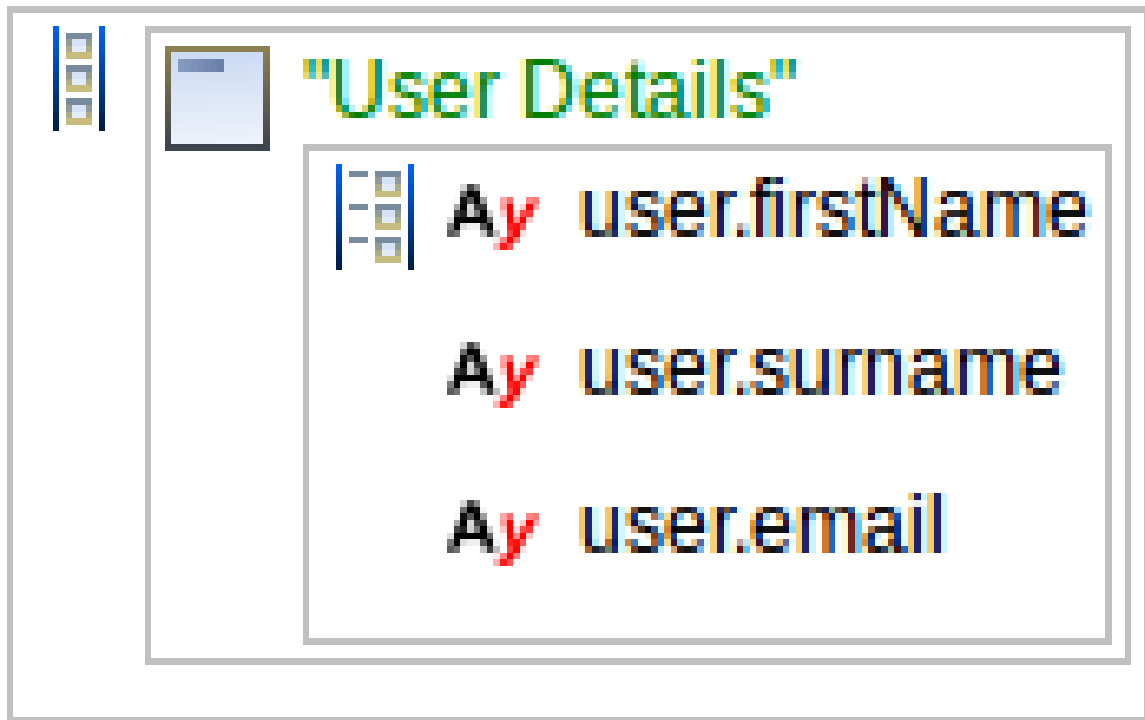 "User Details"
Ay user.firstName
Ay user.surname
Ay user.email